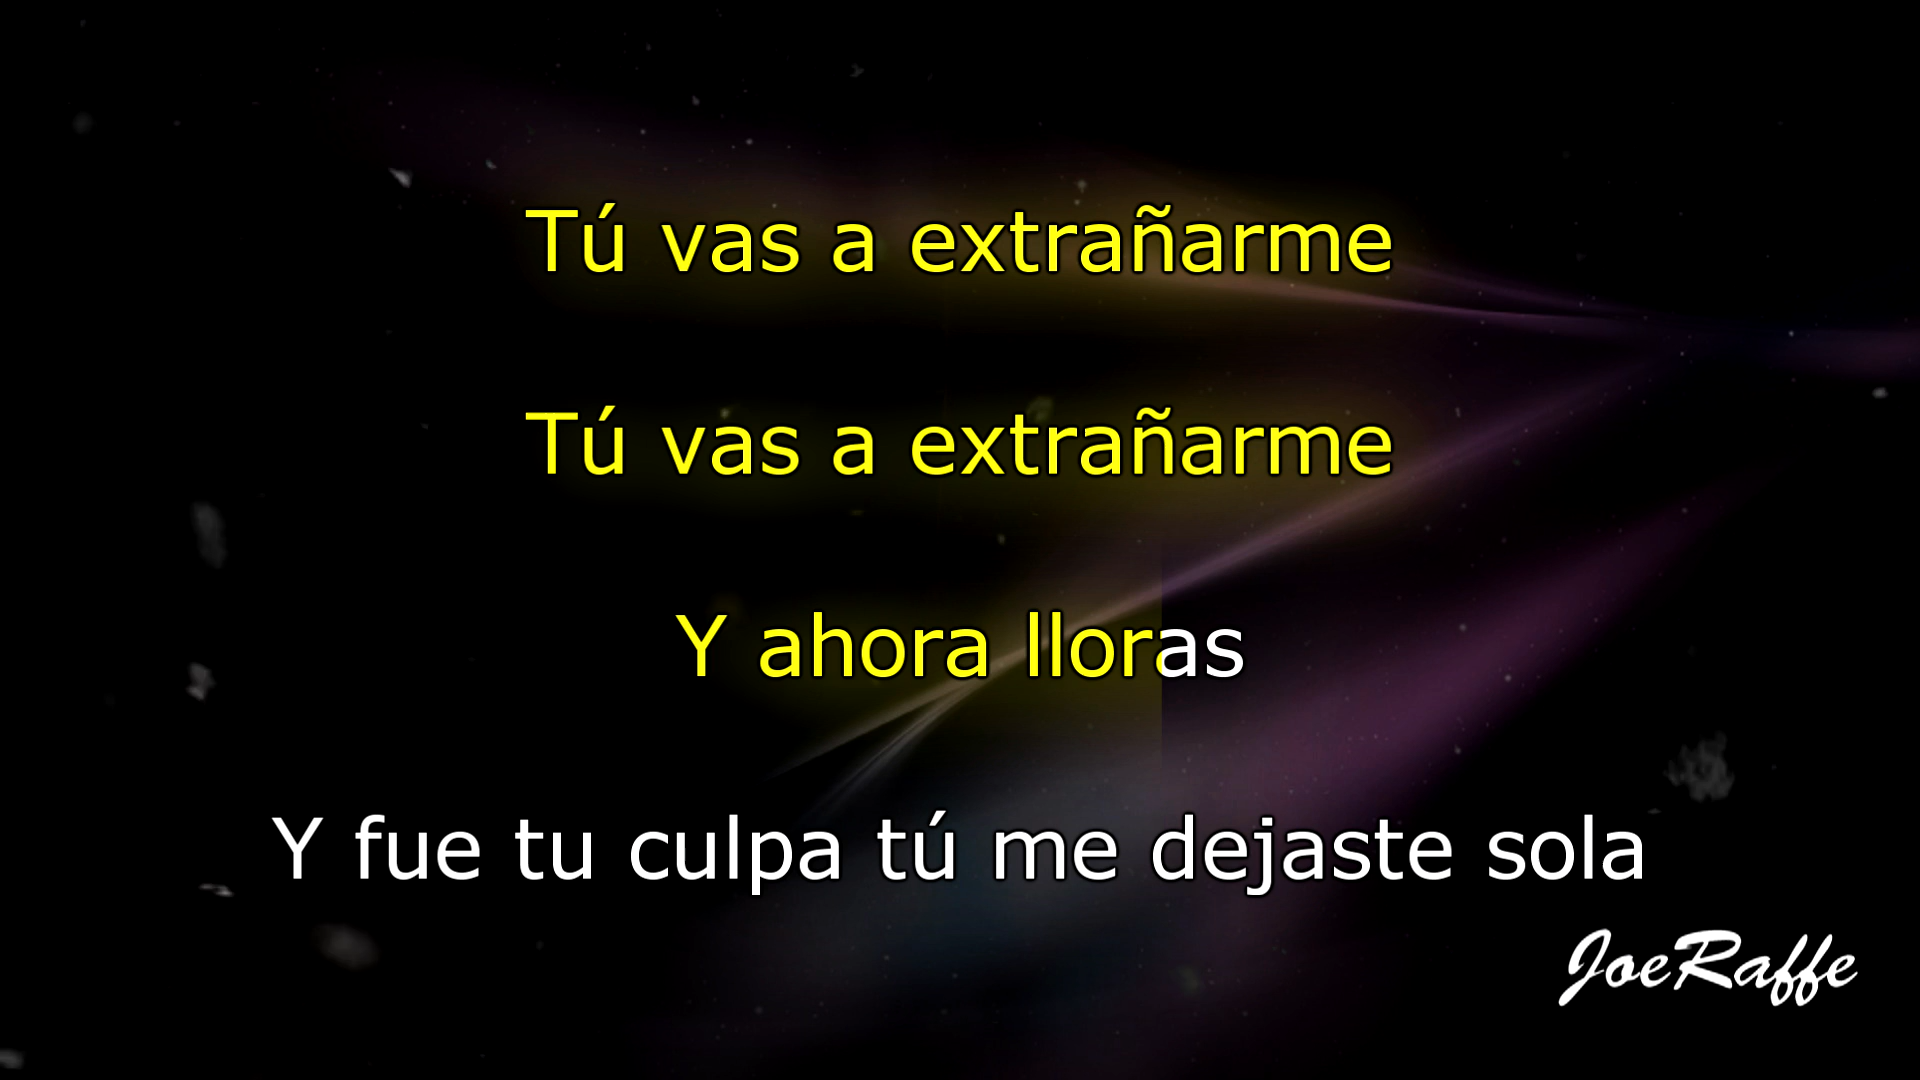 Tú vas a extrañarme
Tú vas a extrañarme
Y ahora lloras
Y fue tu culpa tú me dejaste sola
JoeRaffe